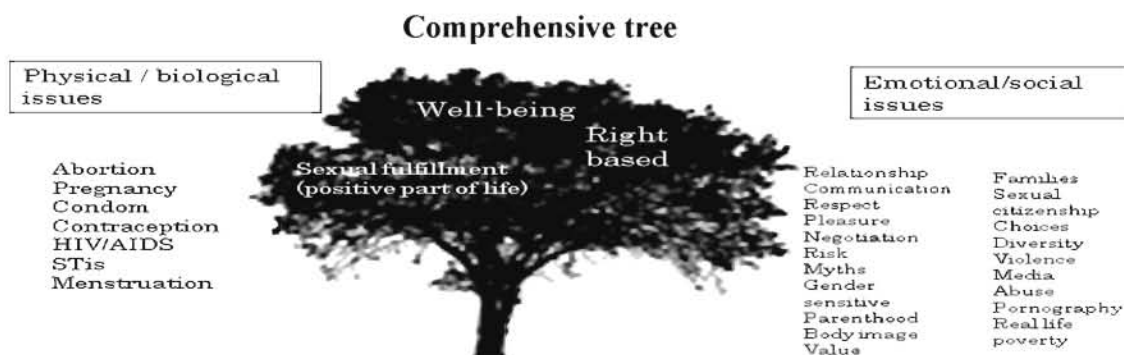 Comprehensive tree
Physical / biological
issues
Emotional/social
issues
Well-being
Right
based
Sexual fulfillment
(positive part of life)
Abortion
Pregnancy
Condom
Contraception
HIV/AIDS
STis
Menstruation
Relationship
Communication
Respect
Pleasure
Negotiation
Risk
Myths
Gender
sensitive
Parenthood
Body image
Value
Families
Sexual
citizenship
Choices
Diversity
Violence
Media
Abuse
Pornography
Real life
poverty